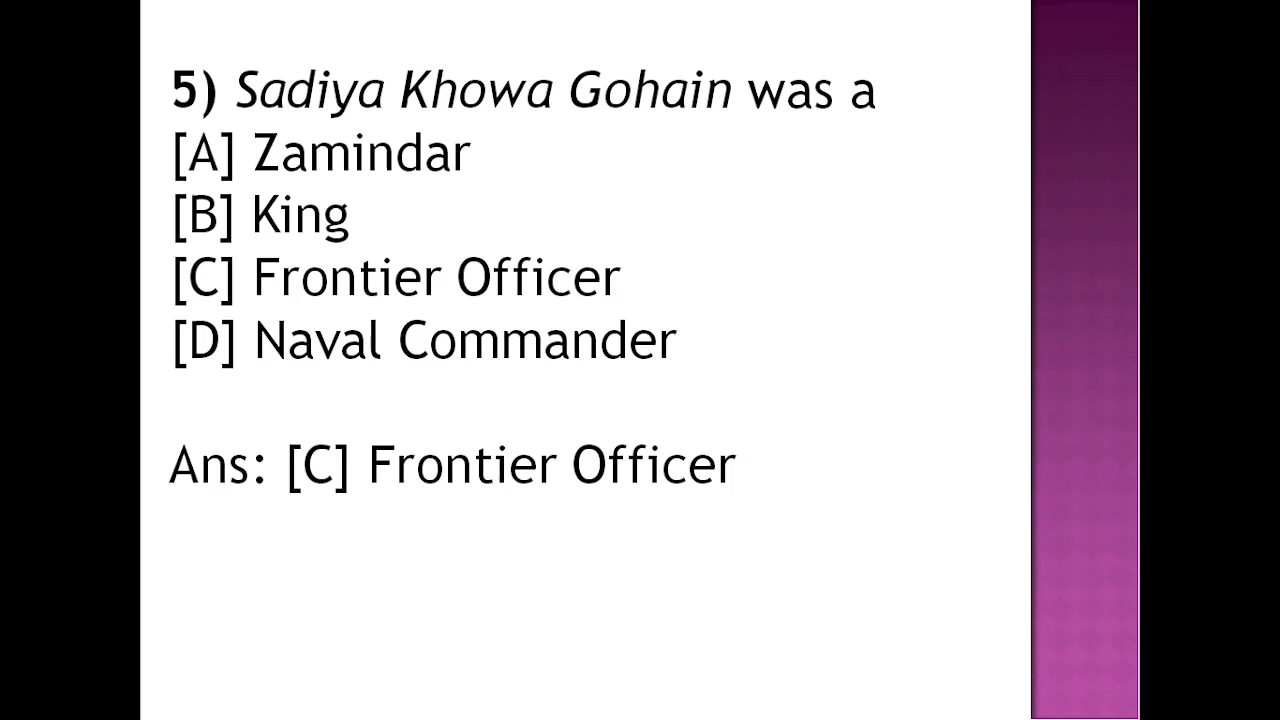 5) Sadiya Khowa Gohain was a
[A] Zamindar
[B] King
[C] Frontier Officer
[D] Naval Commander
Ans: [C] Frontier Officer